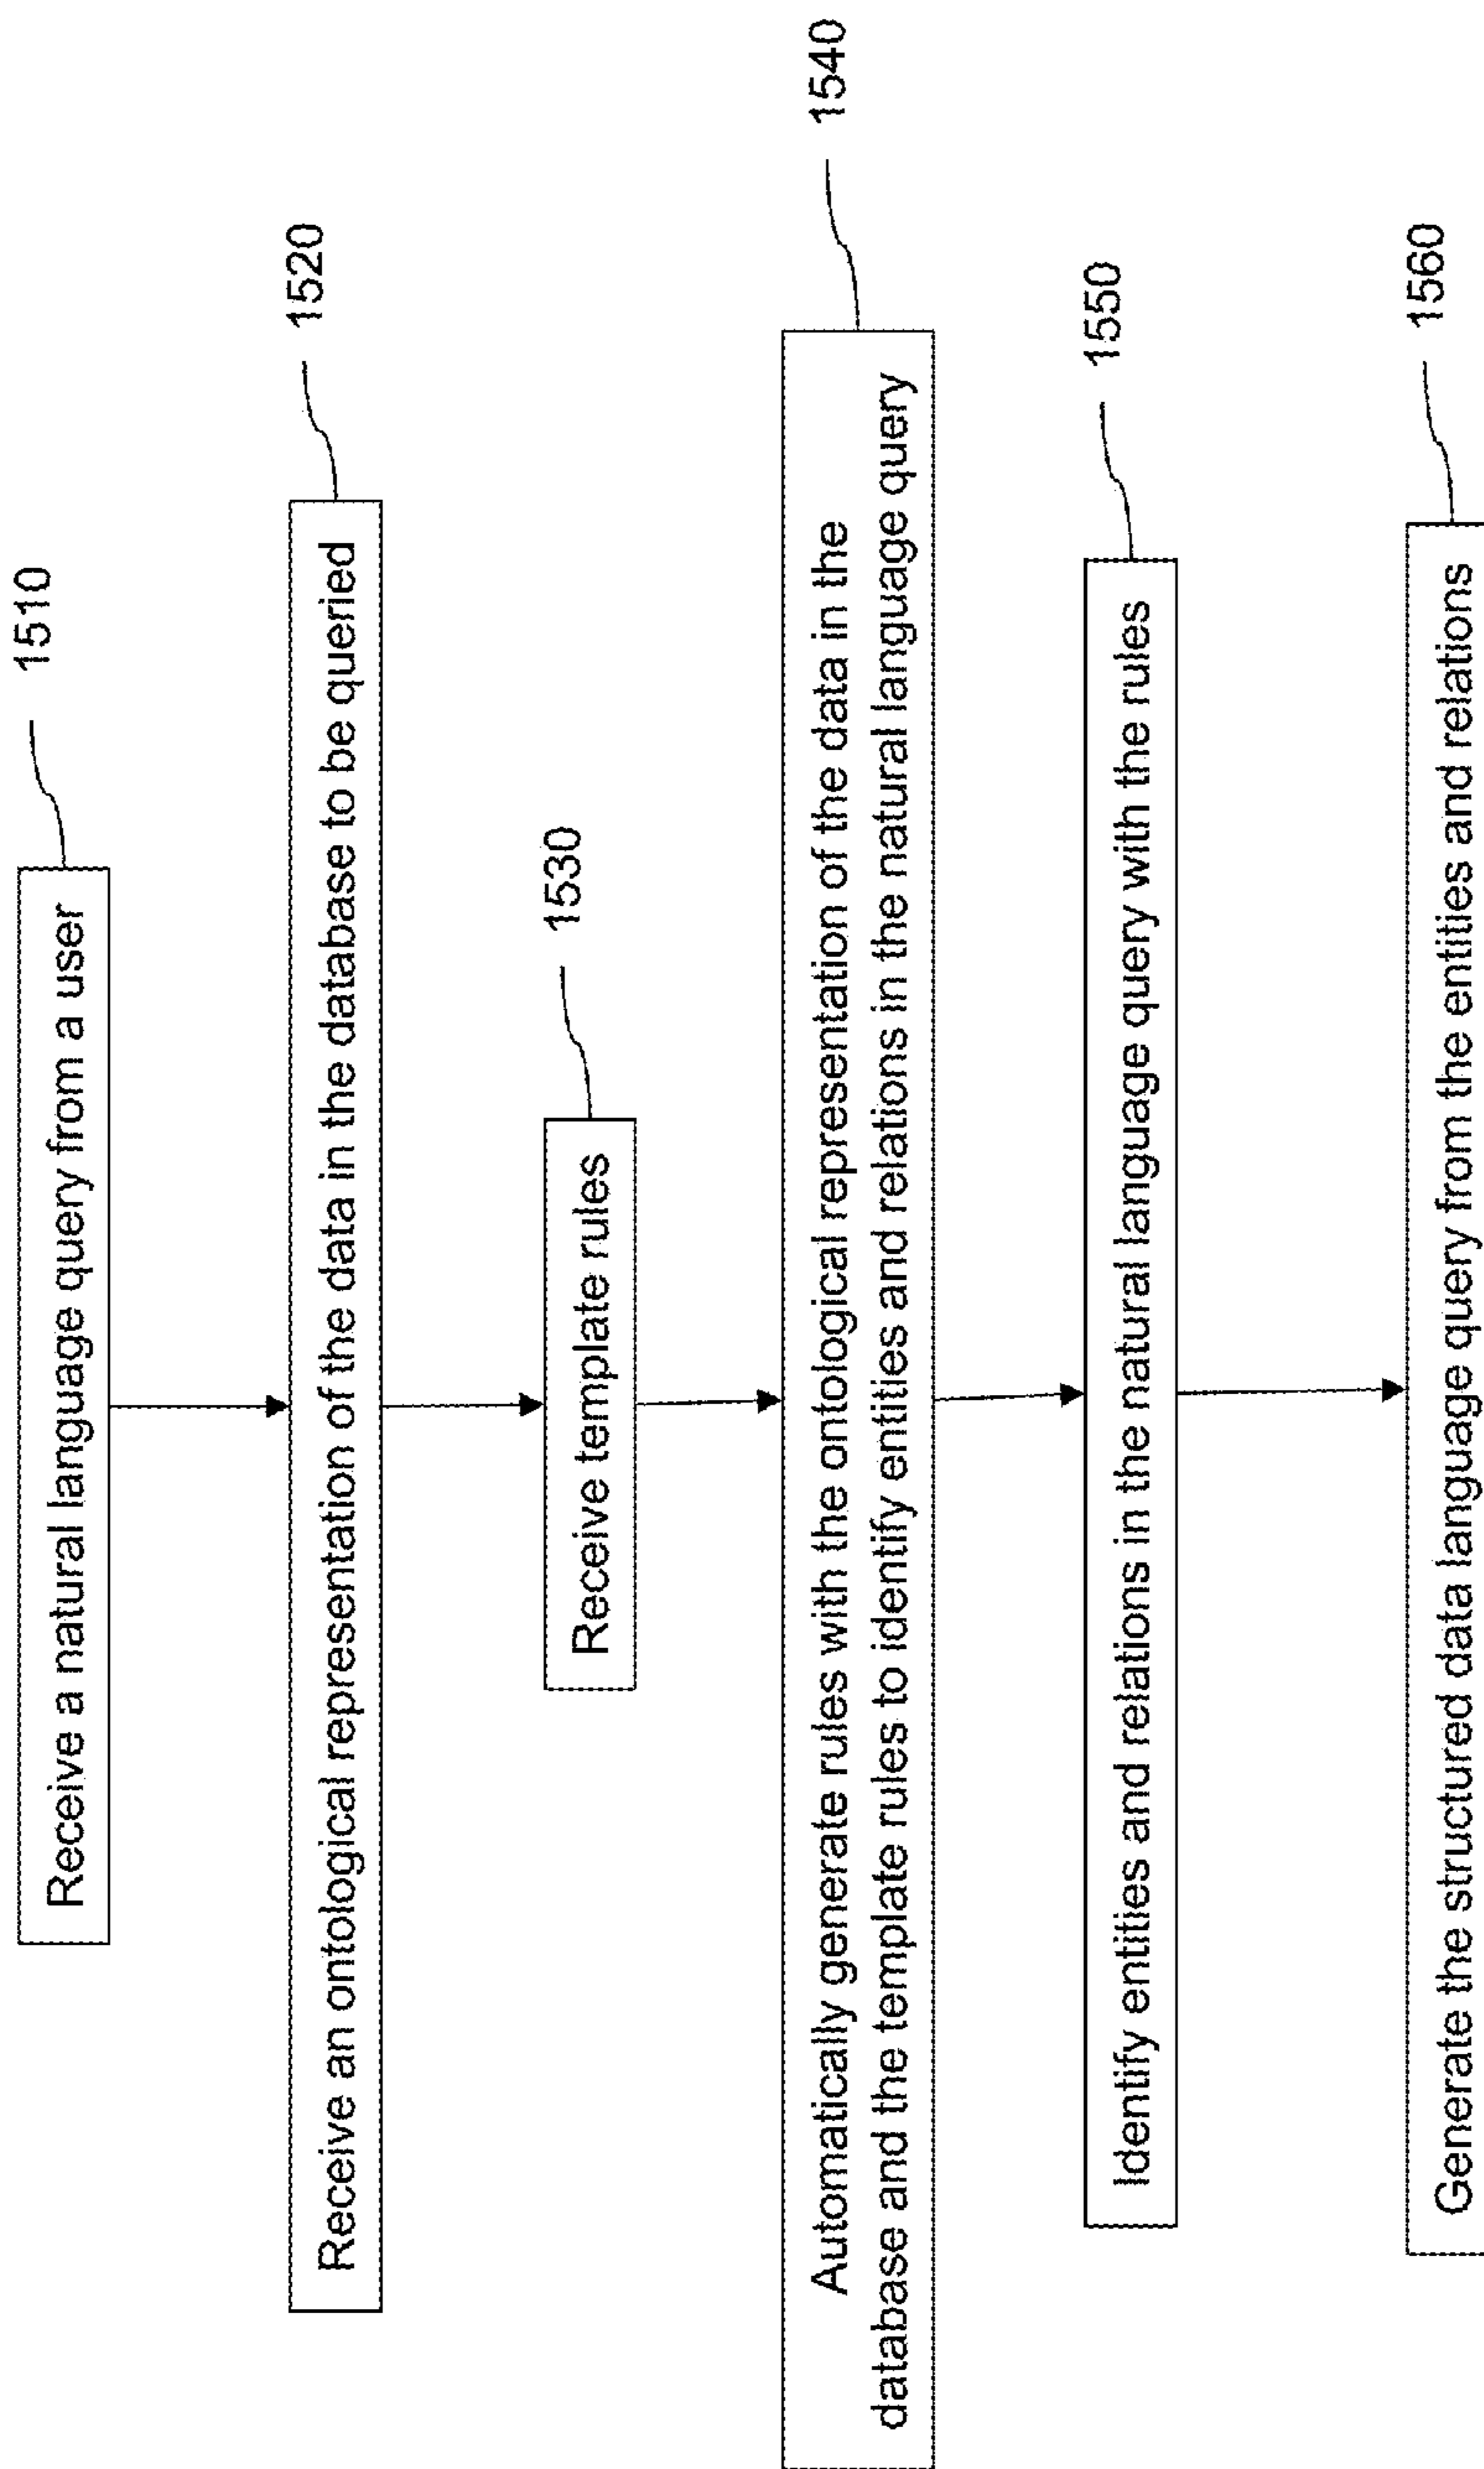 1510
Receive a natural language query from a user
1520
Receive an ontological representation of the data in the database to be queried
1530
Receive template rules
1540
Automatically generate rules with the ontological representation of the data in the
database and the template rules to identify entities and relations in the natural language query
1550
Identify entities and relations in the natural language query with the rules
1560
Generate the structured data language query from the entities and relations